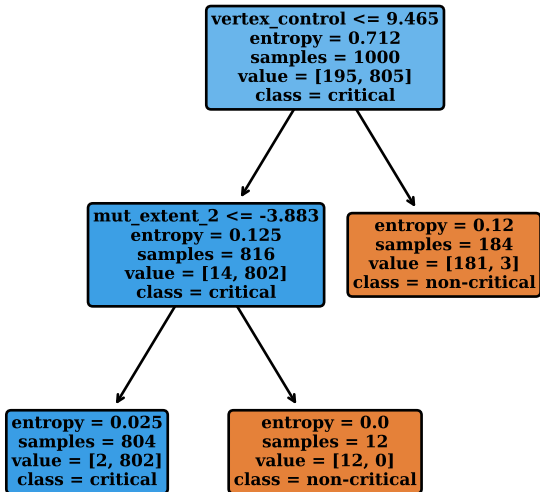 vertex_control <= 9.465
entropy = 0.712
samples = 1000
value = [195, 805]
class = critical
mut_extent_2 <= -3.883
entropy = 0.125
samples = 816
value = [14, 802]
class = critical
entropy = 0.12
samples = 184
value = [181, 3]
class = non-critical
entropy = 0.025
samples = 804
value = [2, 802]
class = critical
entropy = 0.0
samples = 12
value = [12, 0]
class = non-critical